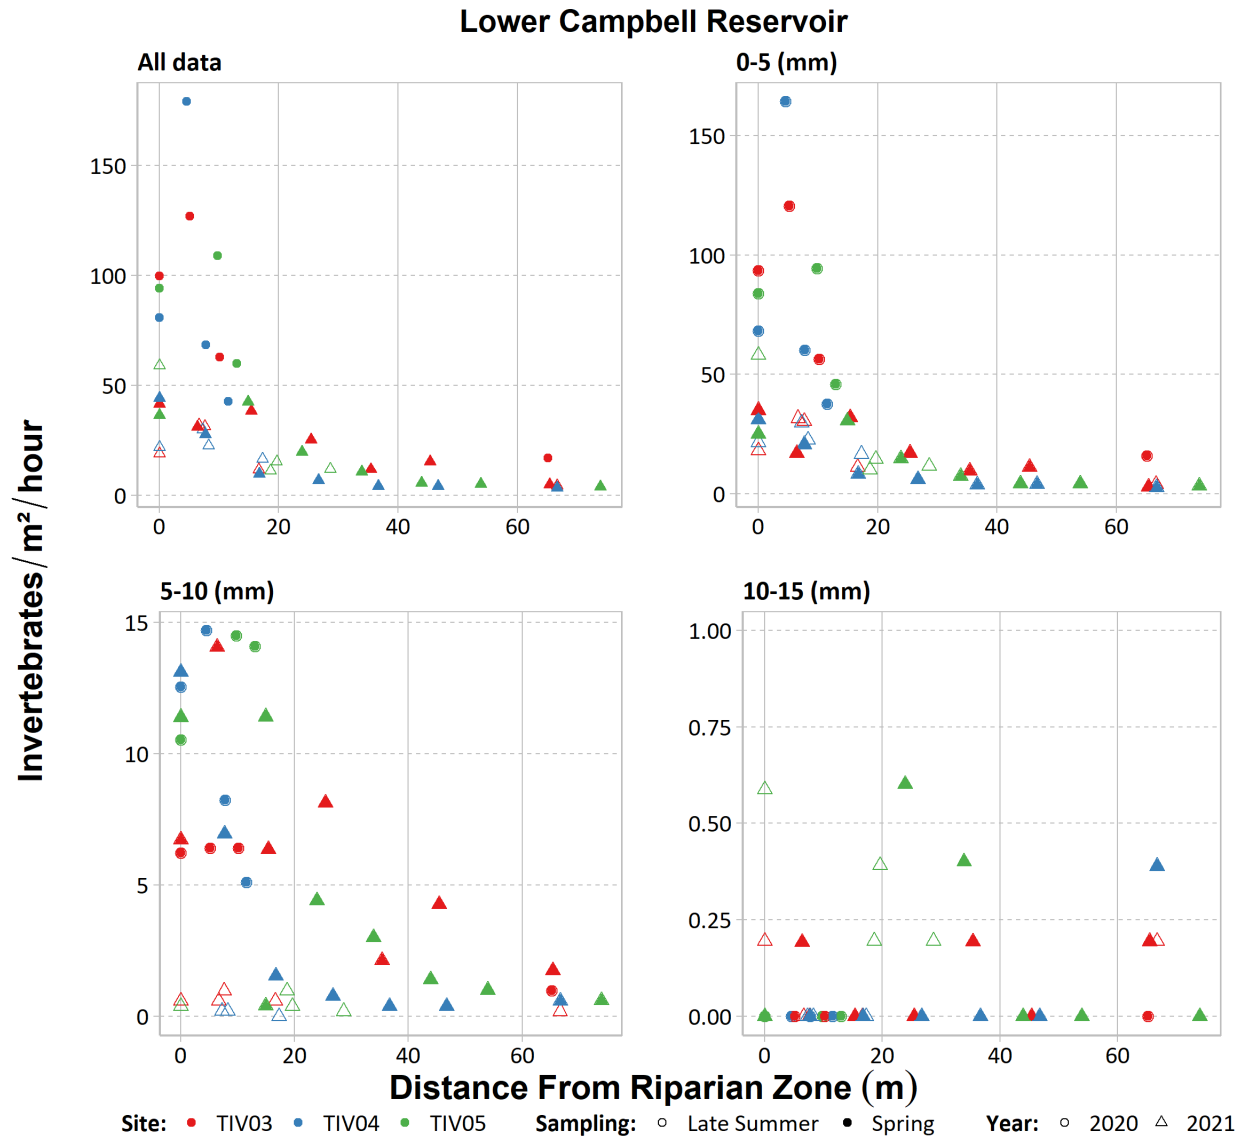 Lower Campbell Reservoir
All data
0-5 (mm)
150
100
50
0
0 20 40 60
150
100
50
0
0 20 40 60
Invertebrates/m²/hour
5-10 (mm)
10-15 (mm)
15
10
5
0
0 20 40 60
1.00
0.75
0.50
0.25
0.00
0 20 40 60
Distance From Riparian Zone (m)
Site: TIV03 TIV04 TIV05 Sampling: Late Summer Spring Year: 2020 2021